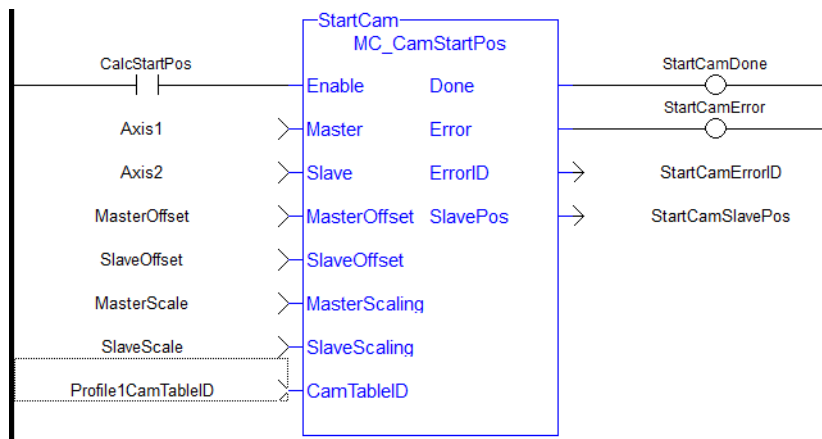 StartCam
MC_CamStartPos
CalcStartPos
StartCamDone
Enable Done
StartCamError
Axis1 Master Error
Axis2 Slave ErrorID StartCamErrorID
MasterOffset MasterOffset SlavePos StartCamSlavePos
SlaveOffset SlaveOffset
MasterScale MasterScaling
SlaveScale SlaveScaling
Profile1CamTableID CamTableID